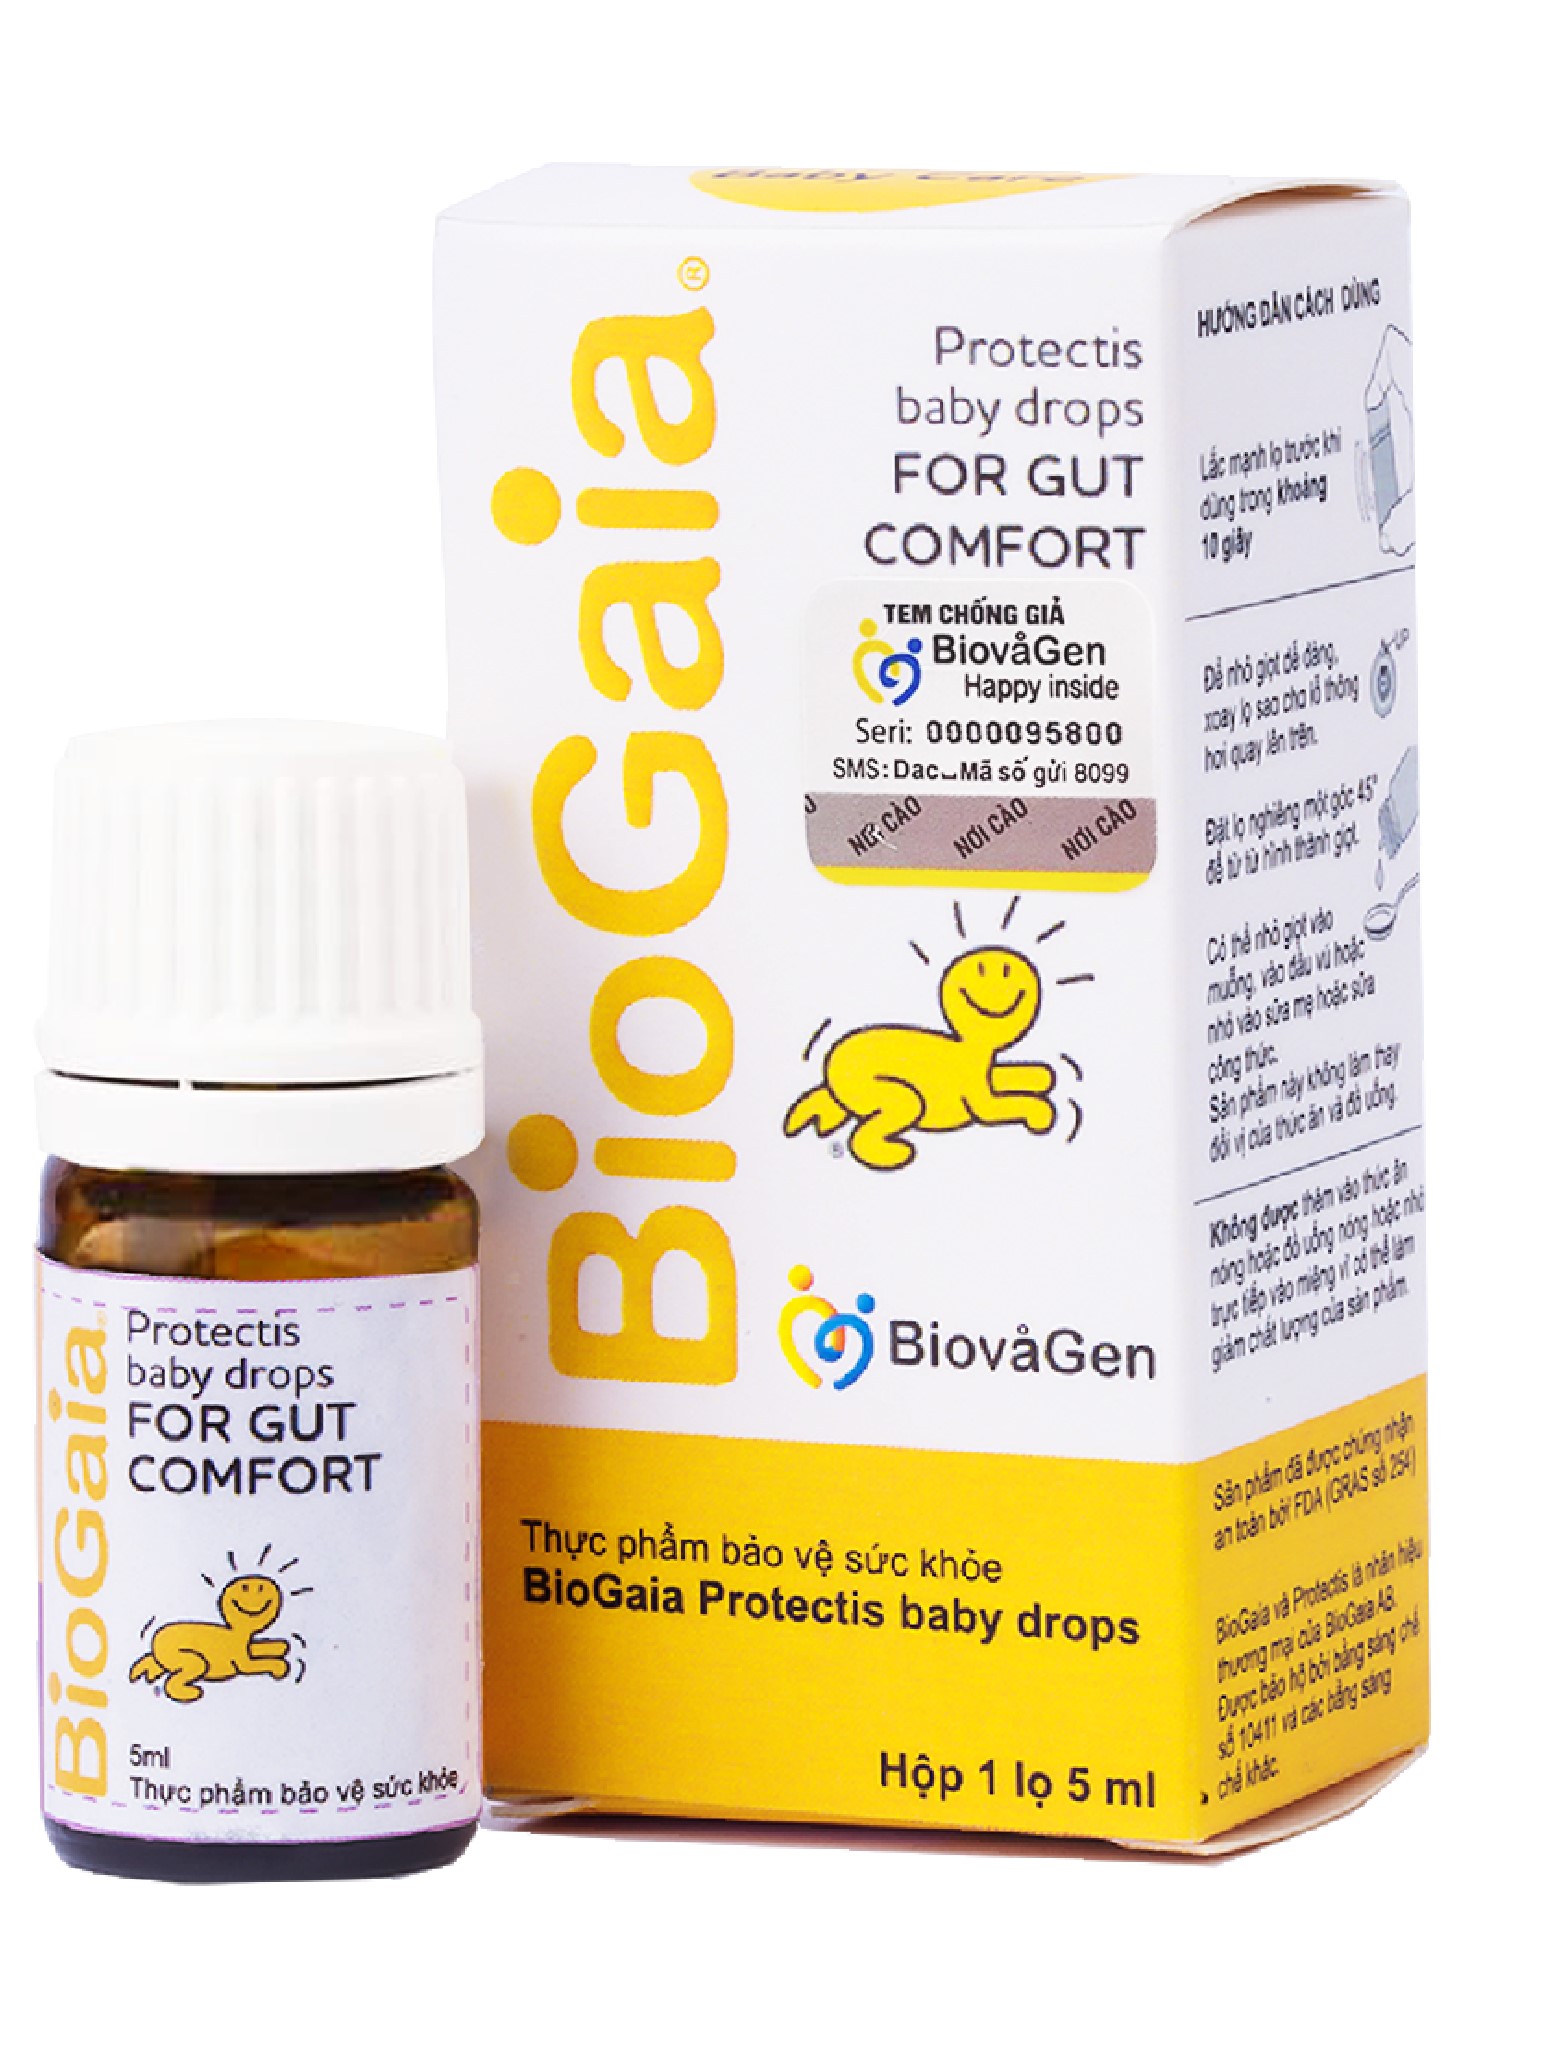 Baby Care
BioGaia®
Protectis
baby drops
FOR GUT
COMFORT
TEM CHỐNG GIẢ
BiovåGen
Happy inside
Seri: 0000095800
SMS: Dac_Mã số gửi 8099
NƠI CÀO NƠI CÀO NƠI CÀO
®
BiovåGen
Thực phẩm bảo vệ sức khỏe
BioGaia Protectis baby drops
Hộp 1 lọ 5 ml
HƯỚNG DẪN CÁCH DÙNG
Lắc mạnh lọ trước khi
dùng trong khoảng
10 giây
UP
Để nhỏ giọt dễ dàng,
xoay lọ sao cho lỗ thông
hơi quay lên trên.
Đặt lọ nghiêng một góc 45°
để từ từ hình thành giọt.
Có thể nhỏ giọt vào
muỗng, vào đầu vú hoặc
nhỏ vào sữa mẹ hoặc sữa
công thức.
Sản phẩm này không làm thay
đổi vị của thức ăn và đồ uống.
Không được thêm vào thức ăn
nóng hoặc đồ uống nóng hoặc nhỏ
trực tiếp vào miệng vì có thể làm
giảm chất lượng của sản phẩm.
Sản phẩm đã được chứng nhận
an toàn bởi FDA (GRAS số 254)
BioGaia và Protectis là nhãn hiệu
thương mại của BioGaia AB.
Được bảo hộ bởi bằng sáng chế
số 10411 và các bằng sáng
chế khác.
BioGaia®
Protectis
baby drops
FOR GUT
COMFORT
5ml
Thực phẩm bảo vệ sức khỏe